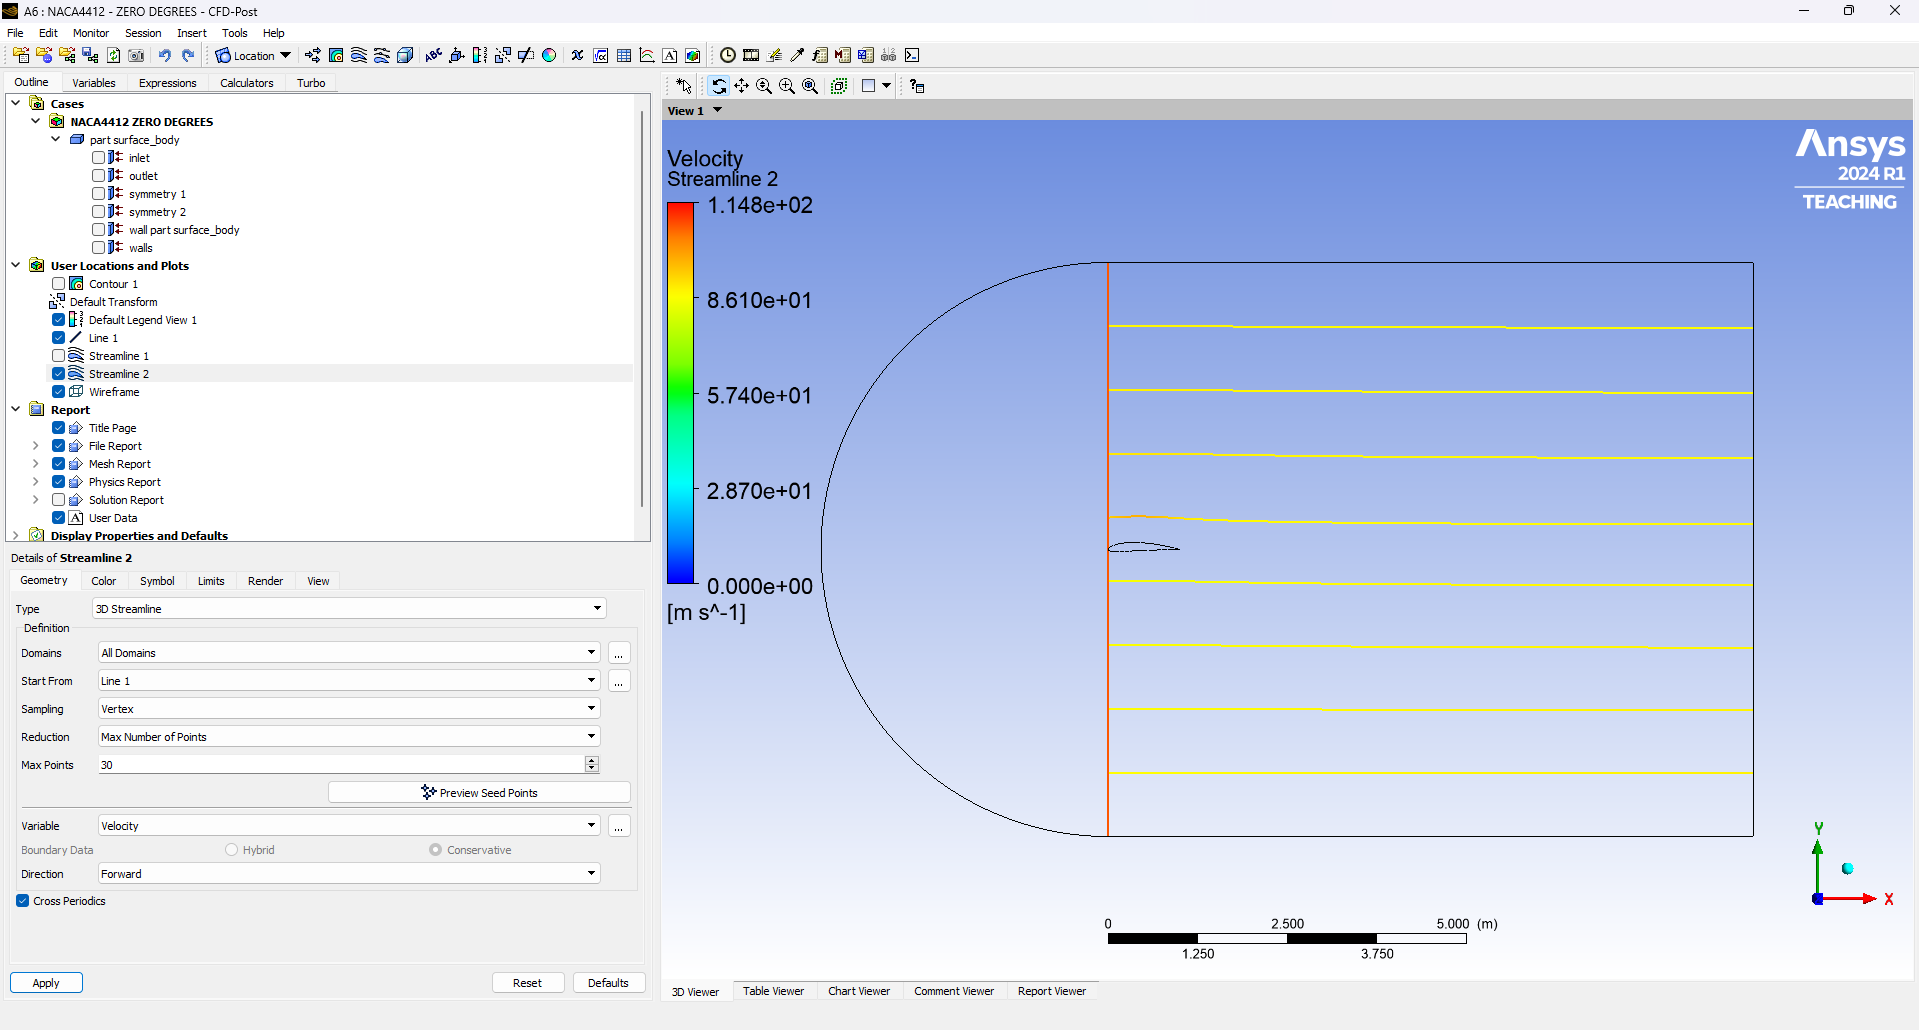 A6 : NACA4412 - ZERO DEGREES - CFD-Post
File Edit Monitor Session Insert Tools Help
Location
Outline Variables Expressions Calculators Turbo
Cases
NACA4412 ZERO DEGREES
part surface_body
inlet
outlet
symmetry 1
symmetry 2
wall part surface_body
walls
User Locations and Plots
Contour 1
Default Transform
Default Legend View 1
Line 1
Streamline 1
Streamline 2
Wireframe
Report
Title Page
File Report
Mesh Report
Physics Report
Solution Report
User Data
Display Properties and Defaults
Details of Streamline 2
Geometry Color Symbol Limits Render View
Type 3D Streamline
Definition
Domains All Domains ...
Start From Line 1 ...
Sampling Vertex
Reduction Max Number of Points
Max Points 30
Preview Seed Points
Variable Velocity ...
Boundary Data Hybrid Conservative
Direction Forward
Cross Periodics
Apply Reset Defaults
View 1
Velocity
Streamline 2
1.148e+02
8.610e+01
5.740e+01
2.870e+01
0.000e+00
[m s^-1]
Ansys
2024 R1
TEACHING
Y
X
0 2.500 5.000 (m)
1.250 3.750
3D Viewer Table Viewer Chart Viewer Comment Viewer Report Viewer